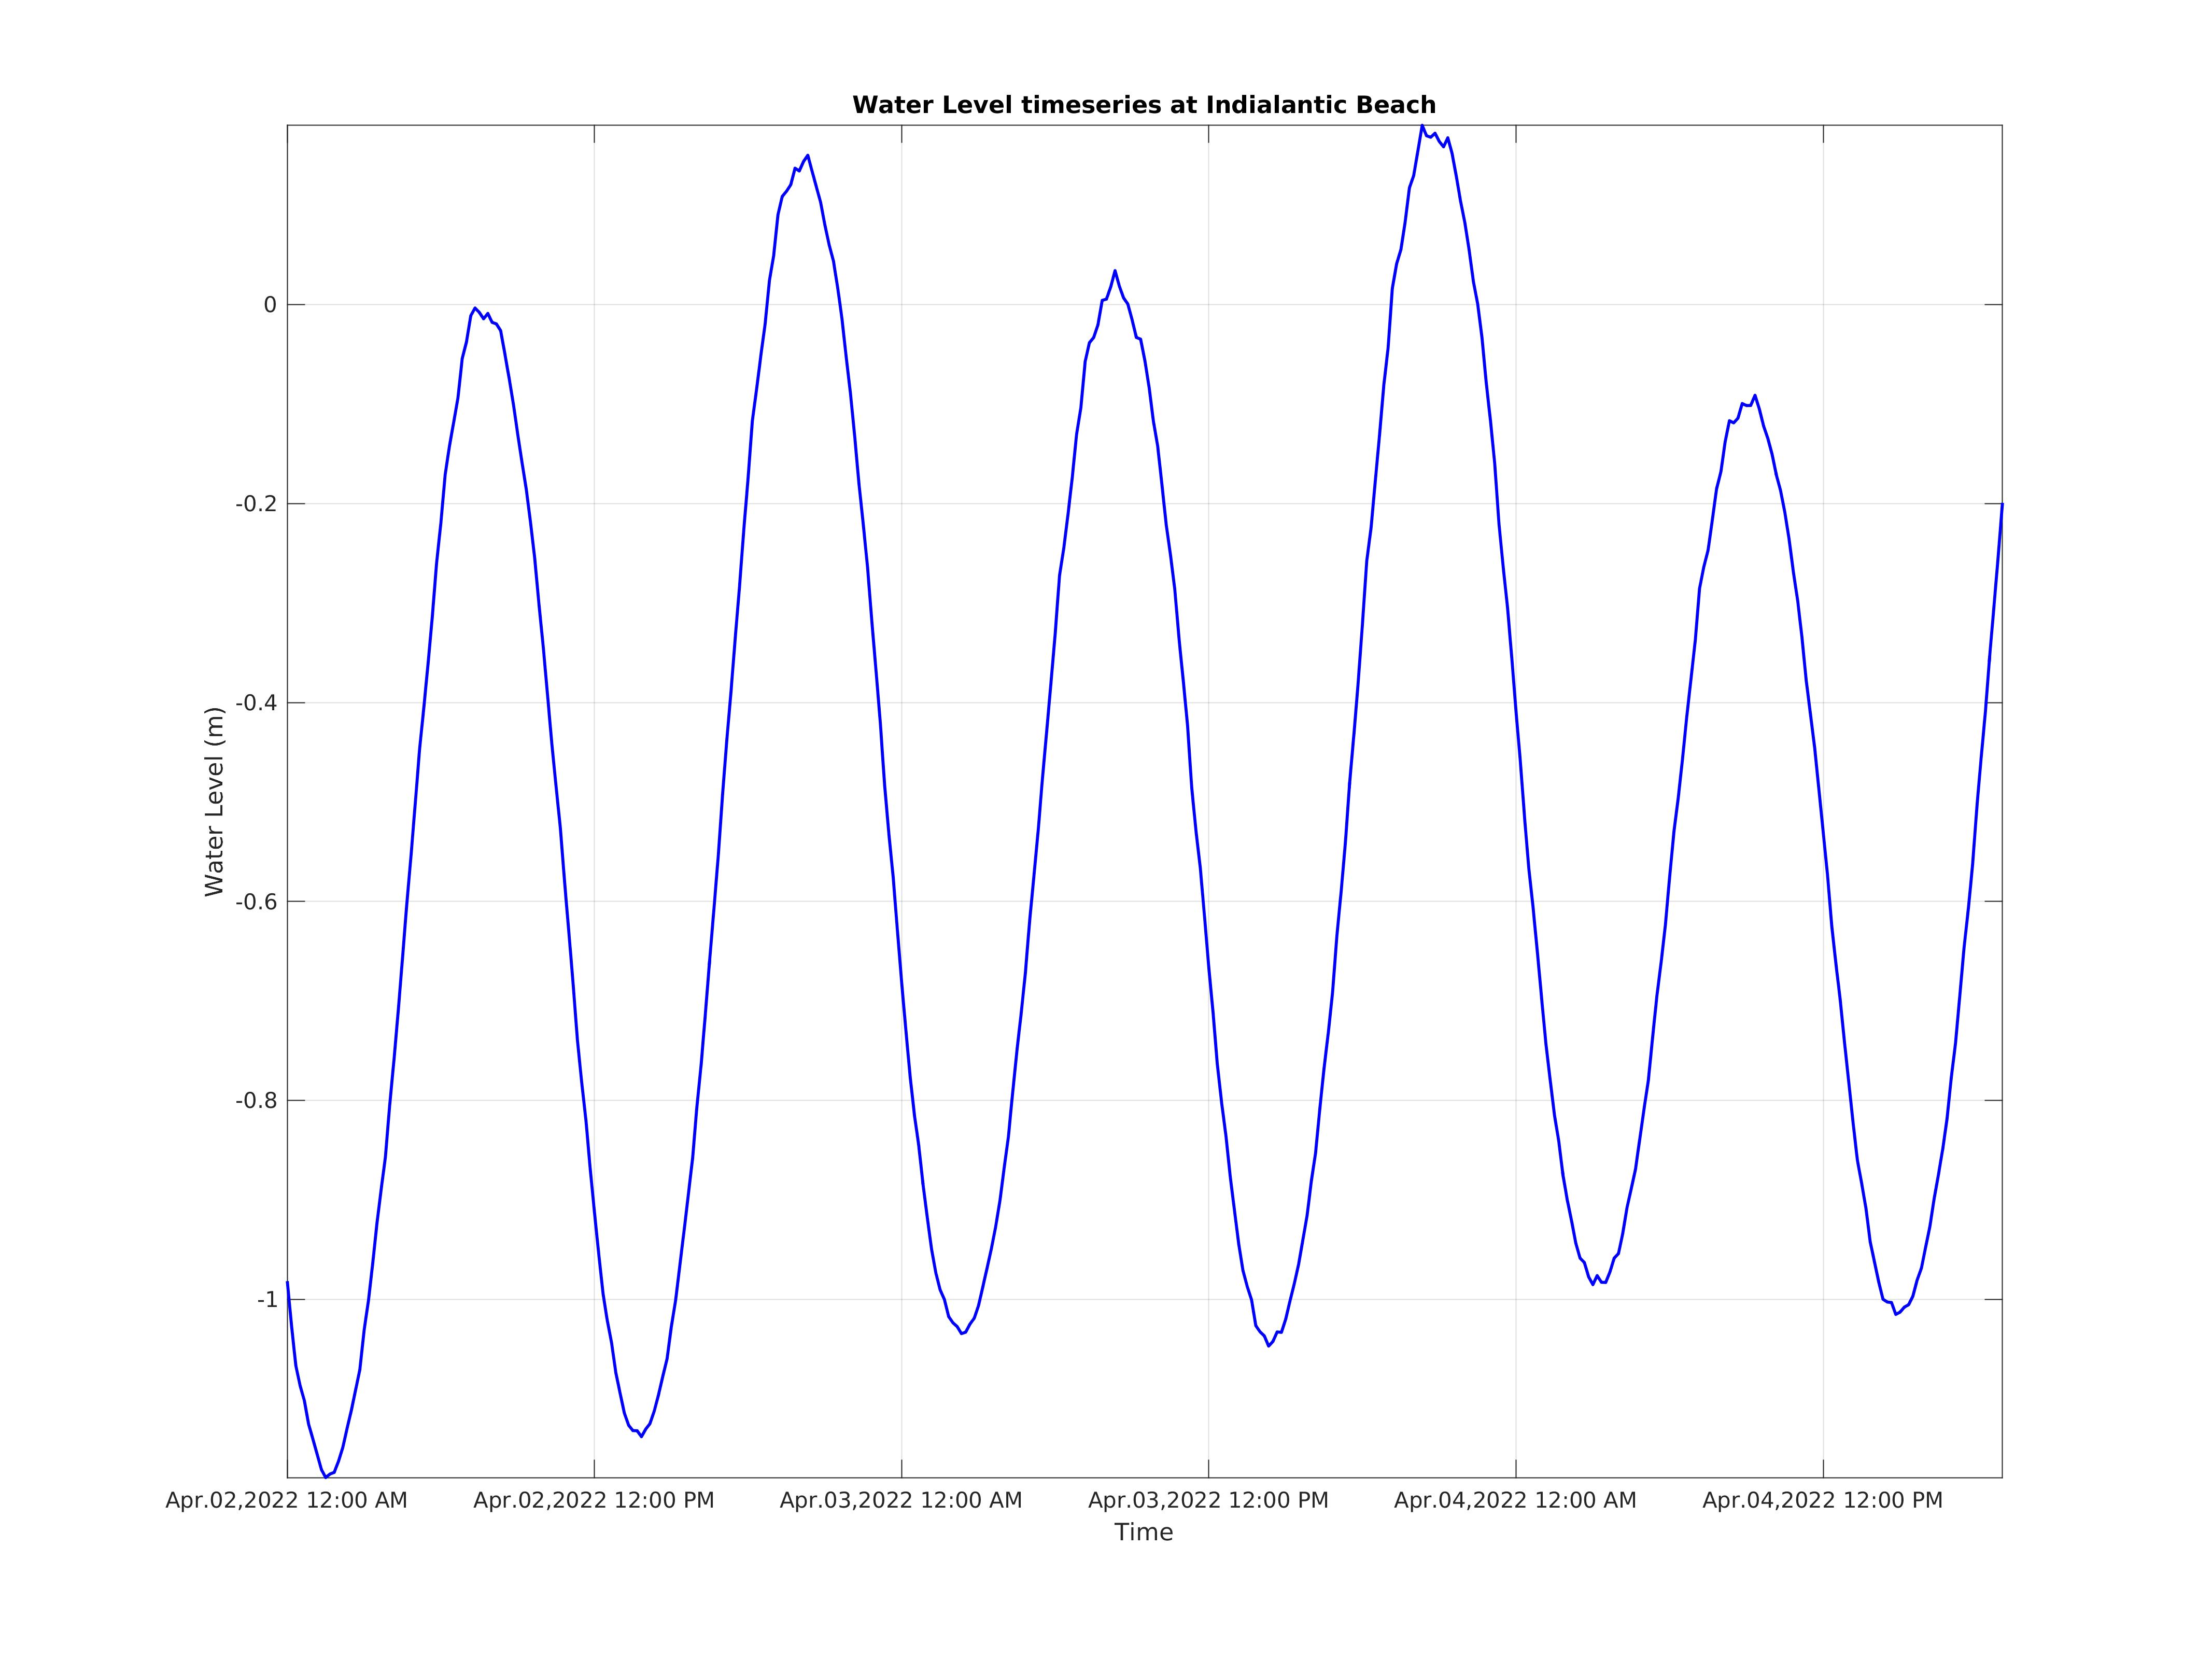 Water Level timeseries at Indialantic Beach
Water Level (m)
0
-0.2
-0.4
-0.6
-0.8
-1
Apr.02,2022 12:00 AM
Apr.02,2022 12:00 PM
Apr.03,2022 12:00 AM
Apr.03,2022 12:00 PM
Apr.04,2022 12:00 AM
Apr.04,2022 12:00 PM
Time